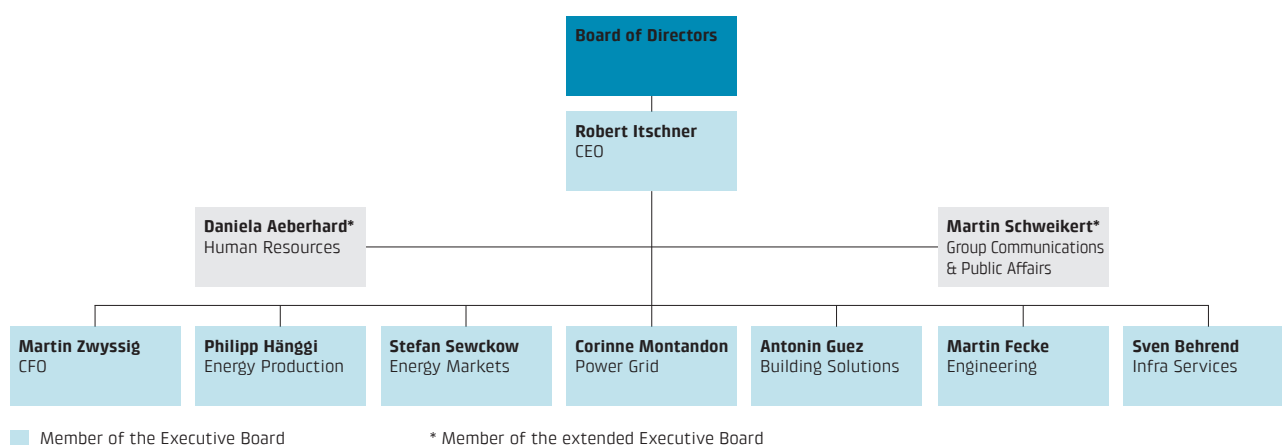 Board of Directors
Robert Itschner
CEO
Daniela Aeberhard*
Human Resources
Martin Schweikert*
Group Communications
& Public Affairs
Martin Zwyssig
CFO
Philipp Hänggi
Energy Production
Stefan Sewckow
Energy Markets
Corinne Montandon
Power Grid
Antonin Guez
Building Solutions
Martin Fecke
Engineering
Sven Behrend
Infra Services
Member of the Executive Board
* Member of the extended Executive Board